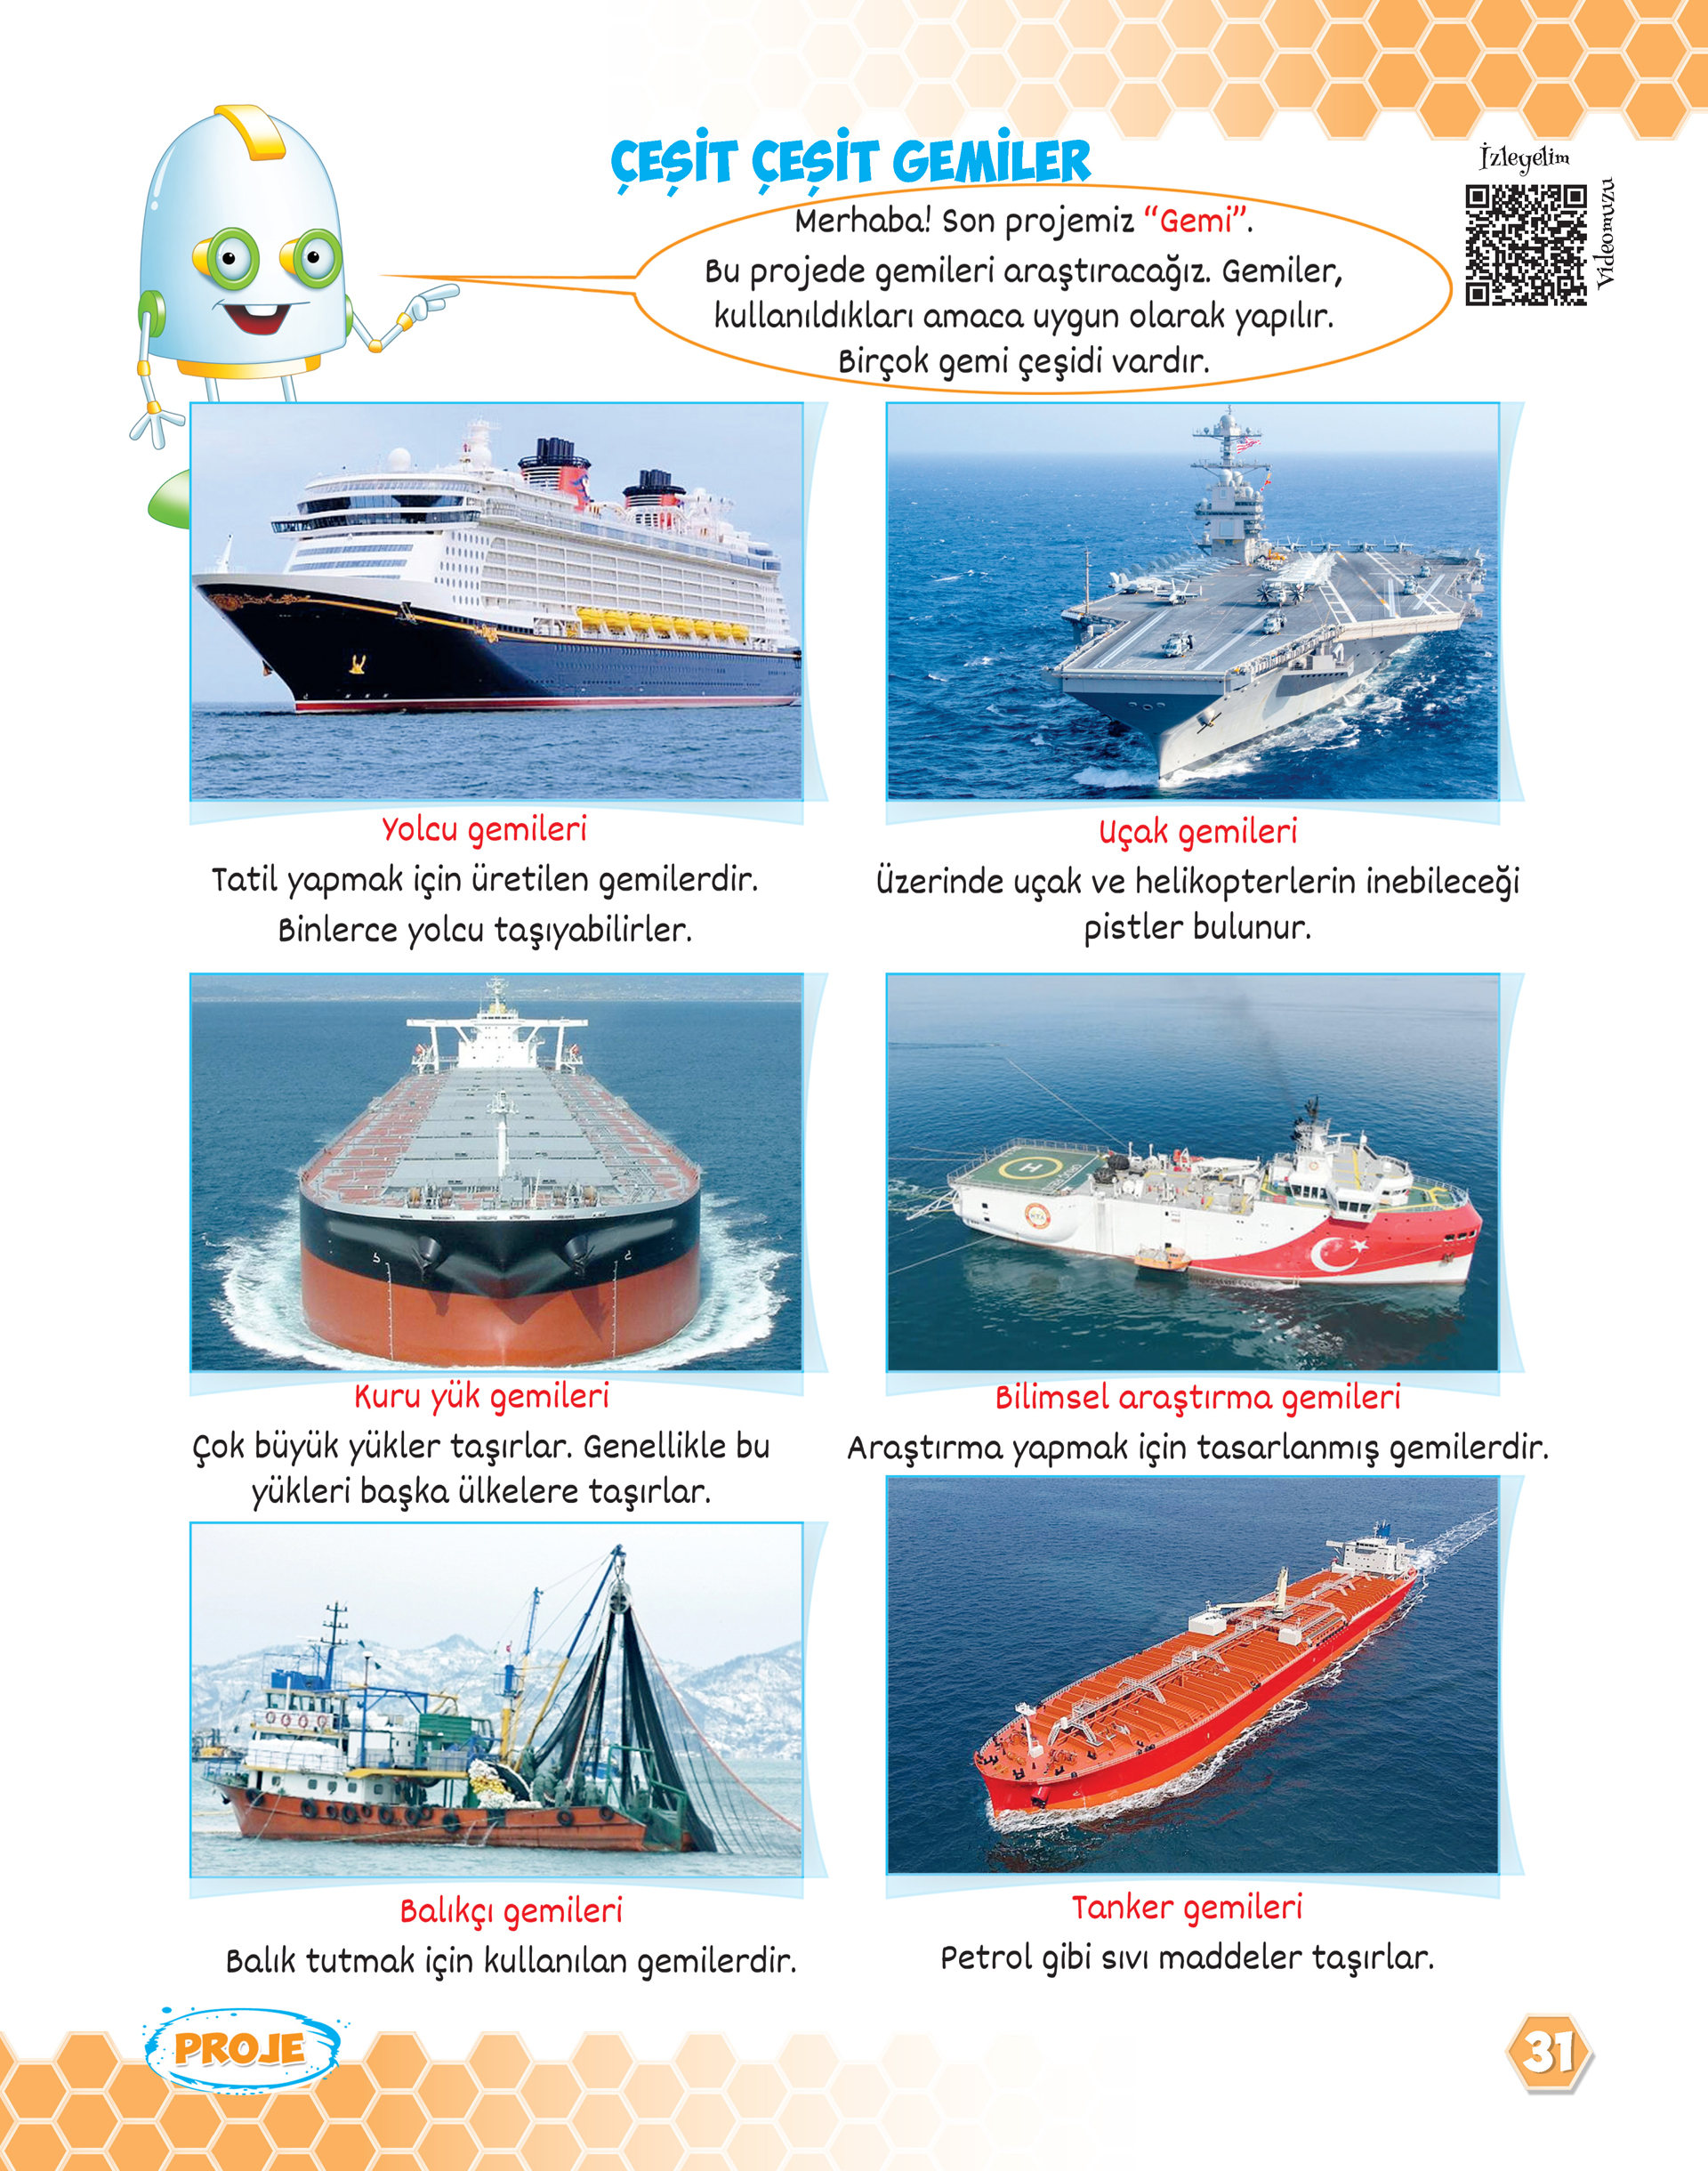 ÇEŞİT ÇEŞİT GEMİLER
İzleyelim
Videomuzu
Merhaba! Son projemiz “Gemi”.
Bu projede gemileri araştıracağız. Gemiler,
kullanıldıkları amaca uygun olarak yapılır.
Birçok gemi çeşidi vardır.
Yolcu gemileri
Tatil yapmak için üretilen gemilerdir.
Binlerce yolcu taşıyabilirler.
Uçak gemileri
Üzerinde uçak ve helikopterlerin inebileceği
pistler bulunur.
H
MTA
Kuru yük gemileri
Çok büyük yükler taşırlar. Genellikle bu
yükleri başka ülkelere taşırlar.
Bilimsel araştırma gemileri
Araştırma yapmak için tasarlanmış gemilerdir.
Balıkçı gemileri
Balık tutmak için kullanılan gemilerdir.
Tanker gemileri
Petrol gibi sıvı maddeler taşırlar.
PROJE
31